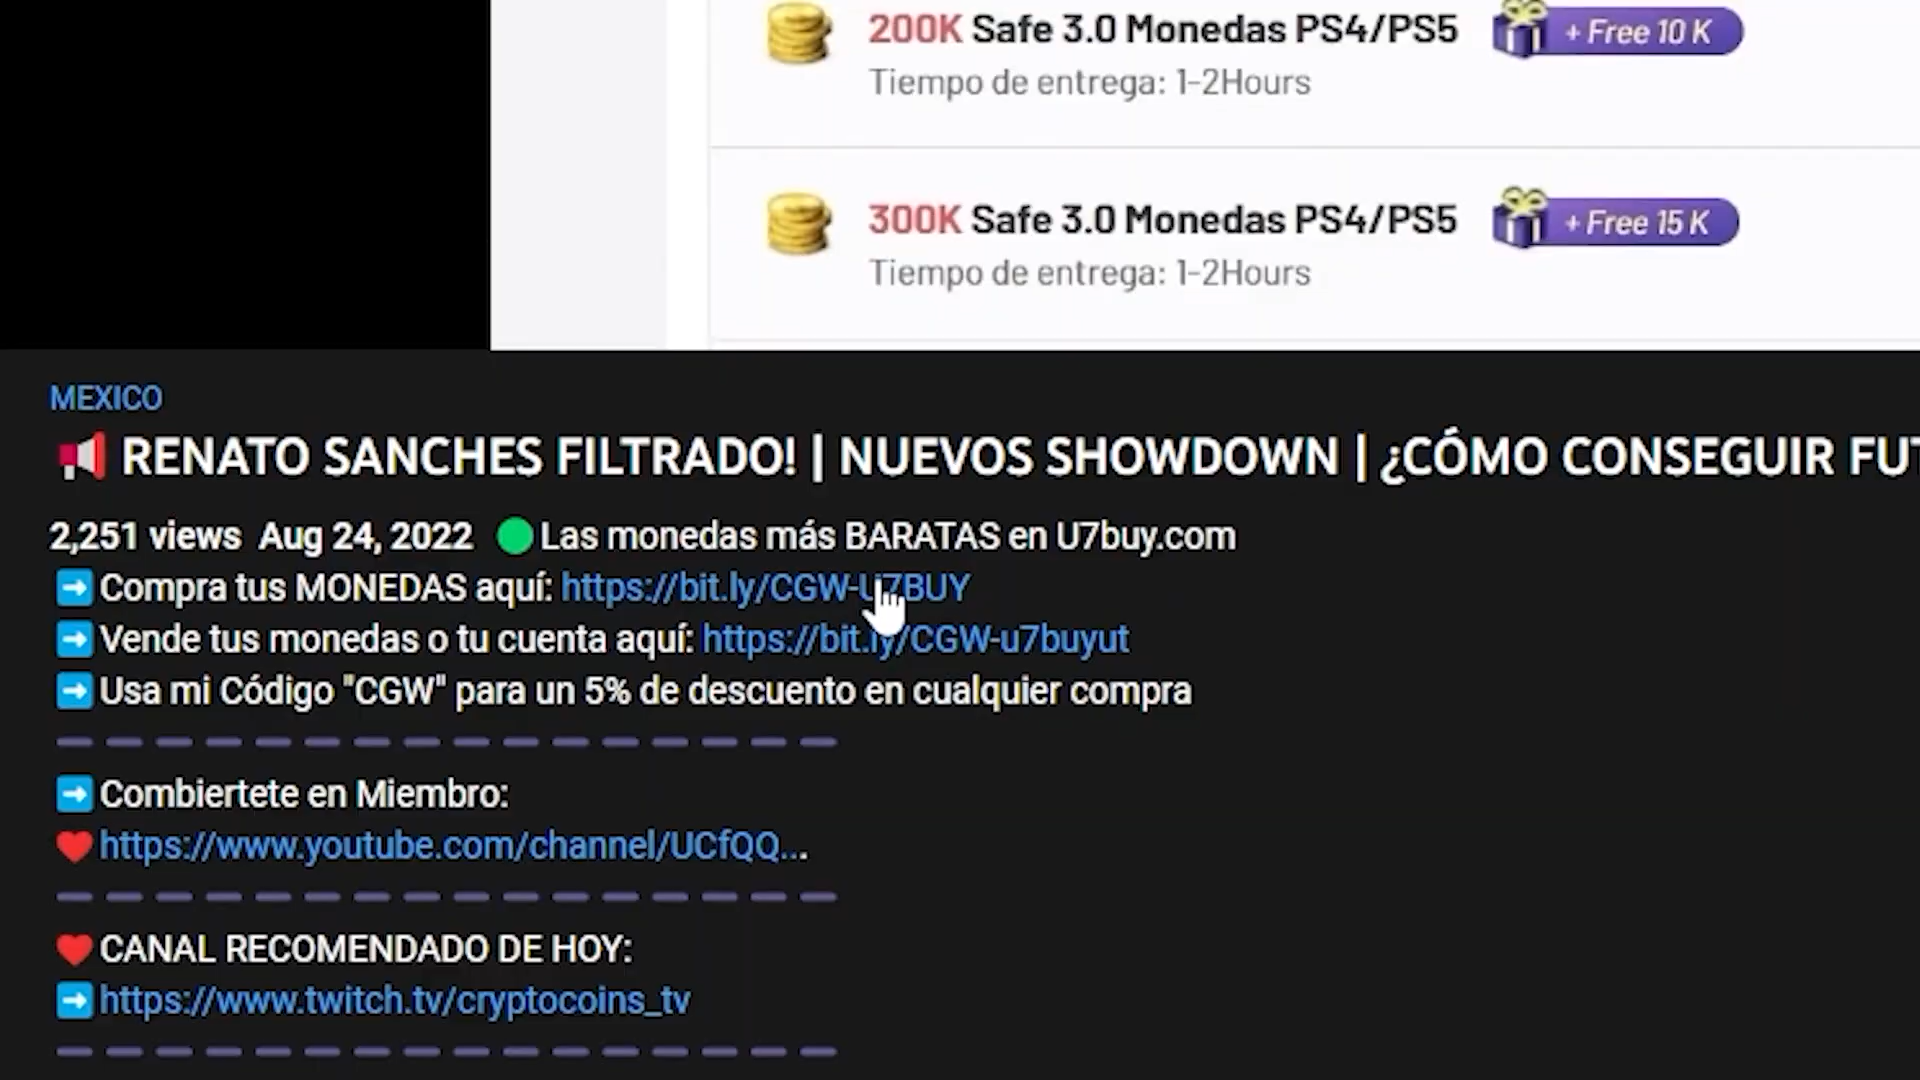 200K Safe 3.0 Monedas PS4/PS5 + Free 10 K
Tiempo de entrega: 1-2Hours
300K Safe 3.0 Monedas PS4/PS5 + Free 15 K
Tiempo de entrega: 1-2Hours
MEXICO
RENATO SANCHES FILTRADO! | NUEVOS SHOWDOWN | ¿CÓMO CONSEGUIR FUT
2,251 views Aug 24, 2022 Las monedas más BARATAS en U7buy.com
Compra tus MONEDAS aquí: https://bit.ly/CGW-U7BUY
Vende tus monedas o tu cuenta aquí: https://bit.ly/CGW-u7buyut
Usa mi Código "CGW" para un 5% de descuento en cualquier compra
Combiertete en Miembro:
https://www.youtube.com/channel/UCfQQ...
CANAL RECOMENDADO DE HOY:
https://www.twitch.tv/cryptocoins_tv